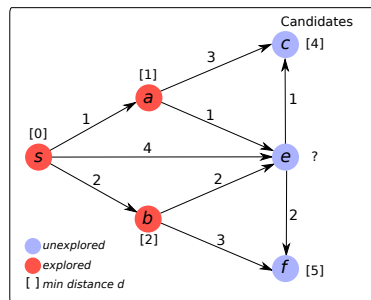 Candidates
c [4]
3
[1]
a
1
1
1
[0]
s
4
e ?
2
2
2
b
[2]
3
f [5]
unexplored
explored
[ ] min distance d